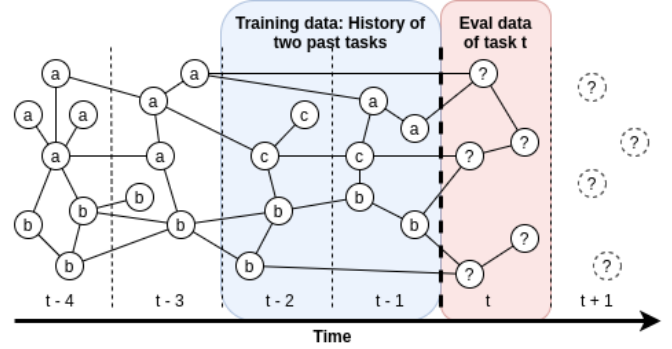 Training data: History of
two past tasks
Eval data
of task t
a
a
?
?
a
a
a
a
c
a
?
?
a
a
c
c
?
b
b
b
b
?
b
b
b
?
b
b
?
?
t - 4
t - 3
t - 2
t - 1
t
t + 1
Time